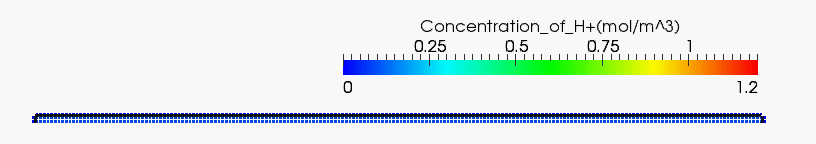 Concentration_of_H+(mol/m^3)
0.25 0.5 0.75 1
0 1.2